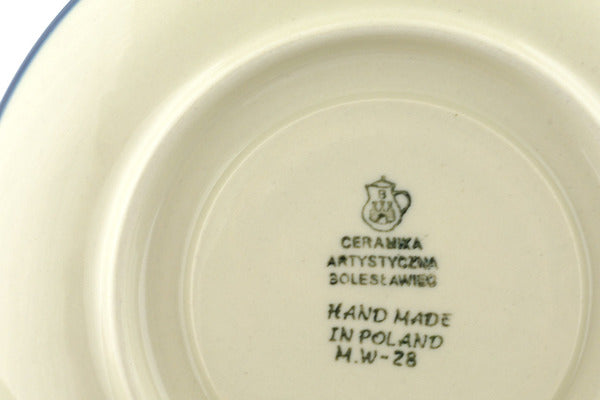 B
CERAMIKA
ARTYSTYCZNA
BOLESŁAWIEC
HAND MADE
IN POLAND
M.W-28